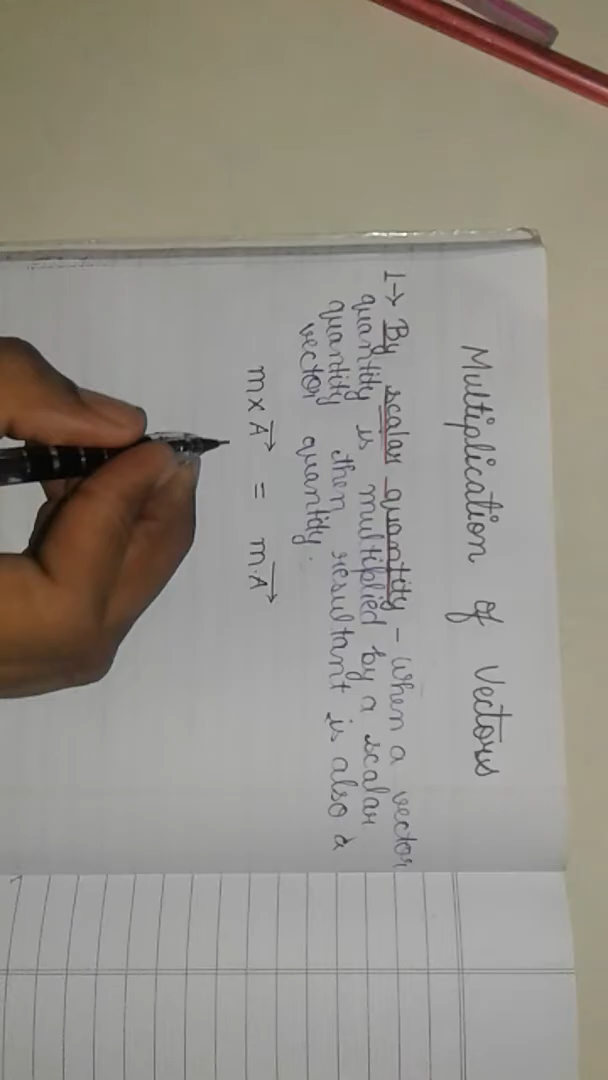 Multiplication of Vectors
1→ By scalar quantity - When a vector
quantity is multiplied by a scalar
quantity then resultant is also a
vector quantity.
m×A⃗ = m.A⃗